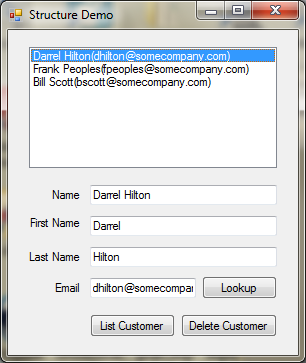 Structure Demo
Darrel Hilton(dhilton@somecompany.com)
Frank Peoples(fpeoples@somecompany.com)
Bill Scott(bscott@somecompany.com)
Name Darrel Hilton
First Name Darrel
Last Name Hilton
Email dhilton@somecompan Lookup
List Customer Delete Customer